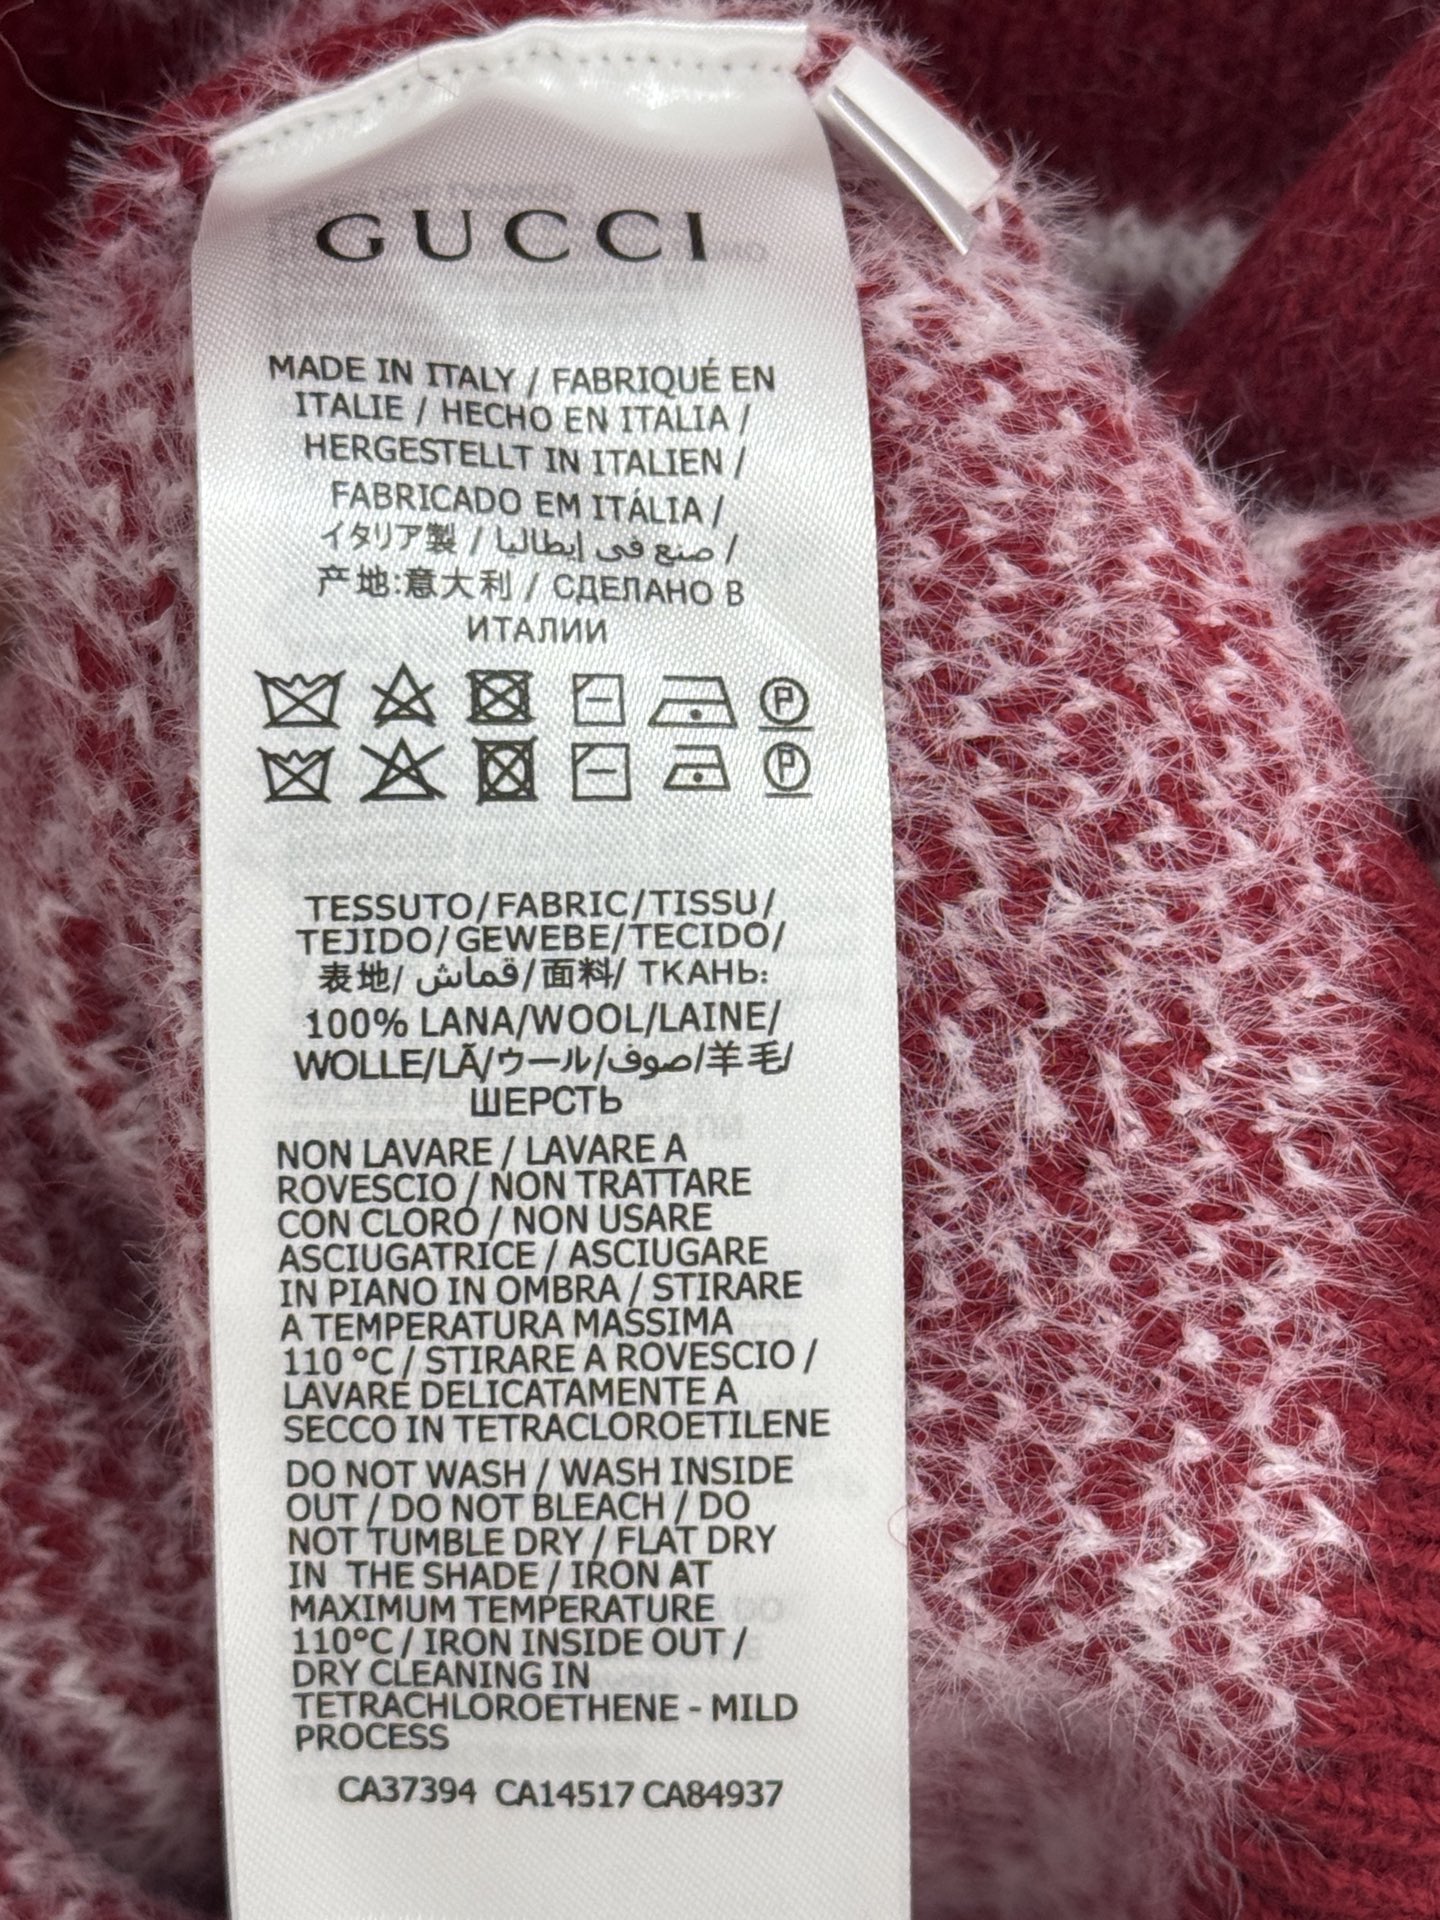 GUCCI
MADE IN ITALY / FABRIQUÉ EN
ITALIE / HECHO EN ITALIA /
HERGESTELLT IN ITALIEN /
FABRICADO EM ITÁLIA /
イタリア製 / صنع في إيطاليا /
产地:意大利 / СДЕЛАНО В
ИТАЛИИ
P
P
TESSUTO/FABRIC/TISSU/
TEJIDO/GEWEBE/TECIDO/
表地/ قماش/面料/ ТКАНЬ:
100% LANA/WOOL/LAINE/
WOLLE/LÃ/ウール/صوف/羊毛/
ШЕРСТЬ
NON LAVARE / LAVARE A
ROVESCIO / NON TRATTARE
CON CLORO / NON USARE
ASCIUGATRICE / ASCIUGARE
IN PIANO IN OMBRA / STIRARE
A TEMPERATURA MASSIMA
110 °C / STIRARE A ROVESCIO /
LAVARE DELICATAMENTE A
SECCO IN TETRACLOROETILENE
DO NOT WASH / WASH INSIDE
OUT / DO NOT BLEACH / DO
NOT TUMBLE DRY / FLAT DRY
IN THE SHADE / IRON AT
MAXIMUM TEMPERATURE
110°C / IRON INSIDE OUT /
DRY CLEANING IN
TETRACHLOROETHENE - MILD
PROCESS
CA37394 CA14517 CA84937